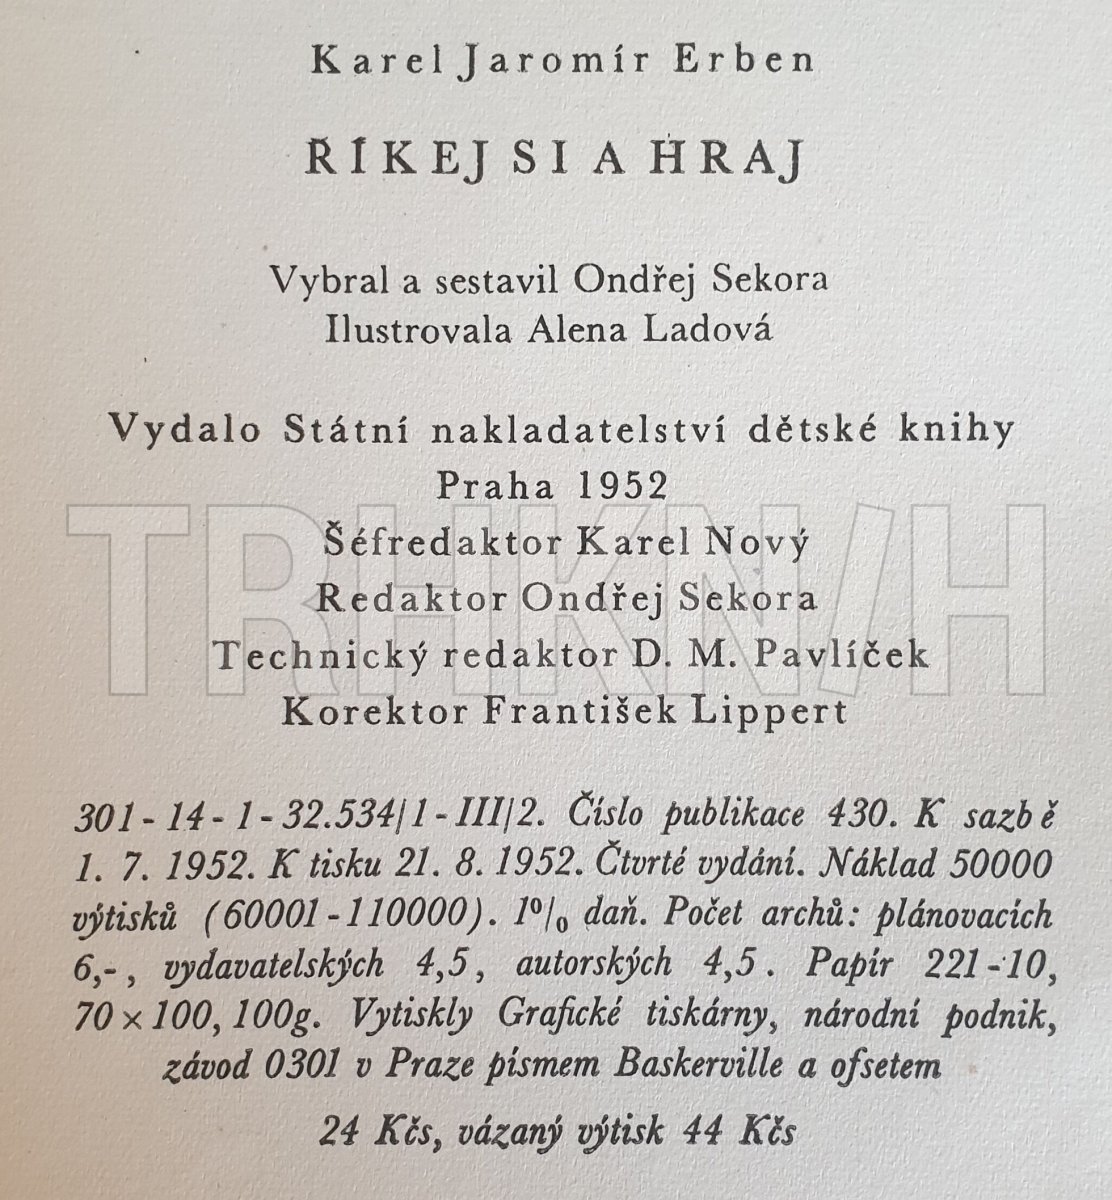 Karel Jaromír Erben
ŘÍKEJ SI A HRAJ
Vybral a sestavil Ondřej Sekora
Ilustrovala Alena Ladová
Vydalo Státní nakladatelství dětské knihy
Praha 1952
Šéfredaktor Karel Nový
Redaktor Ondřej Sekora
Technický redaktor D. M. Pavlíček
Korektor František Lippert
TRHKN/H
301-14-1-32.534/1-III/2. Číslo publikace 430. K sazbě
1. 7. 1952. K tisku 21. 8. 1952. Čtvrté vydání. Náklad 50000
výtisků (60001-110000). 1% daň. Počet archů: plánovacích
6,-, vydavatelských 4,5, autorských 4,5. Papír 221-10,
70×100, 100g. Vytiskly Grafické tiskárny, národní podnik,
závod 0301 v Praze písmem Baskerville a ofsetem
24 Kčs, vázaný výtisk 44 Kčs